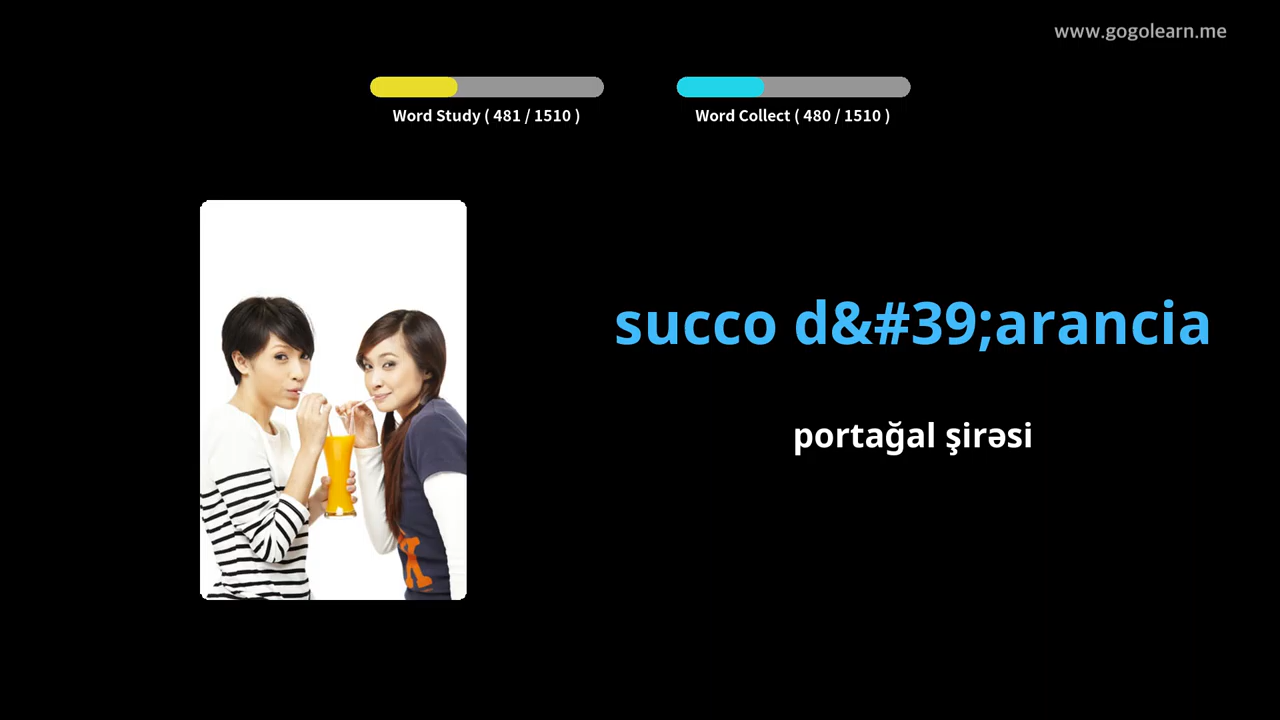 www.gogolearn.me
Word Study ( 481 / 1510 )
Word Collect ( 480 / 1510 )
succo d&#39;arancia
portağal şirəsi